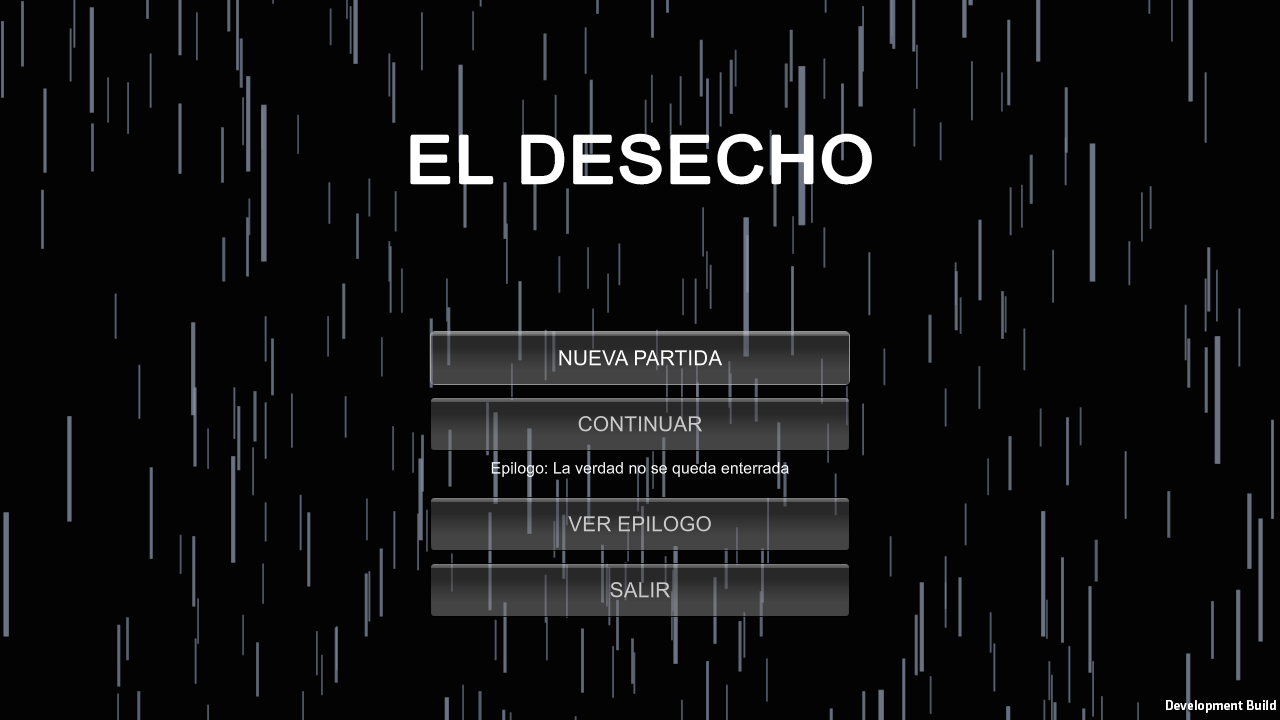 EL DESECHO
NUEVA PARTIDA
CONTINUAR
Epilogo: La verdad no se queda enterrada
VER EPILOGO
SALIR
Development Build